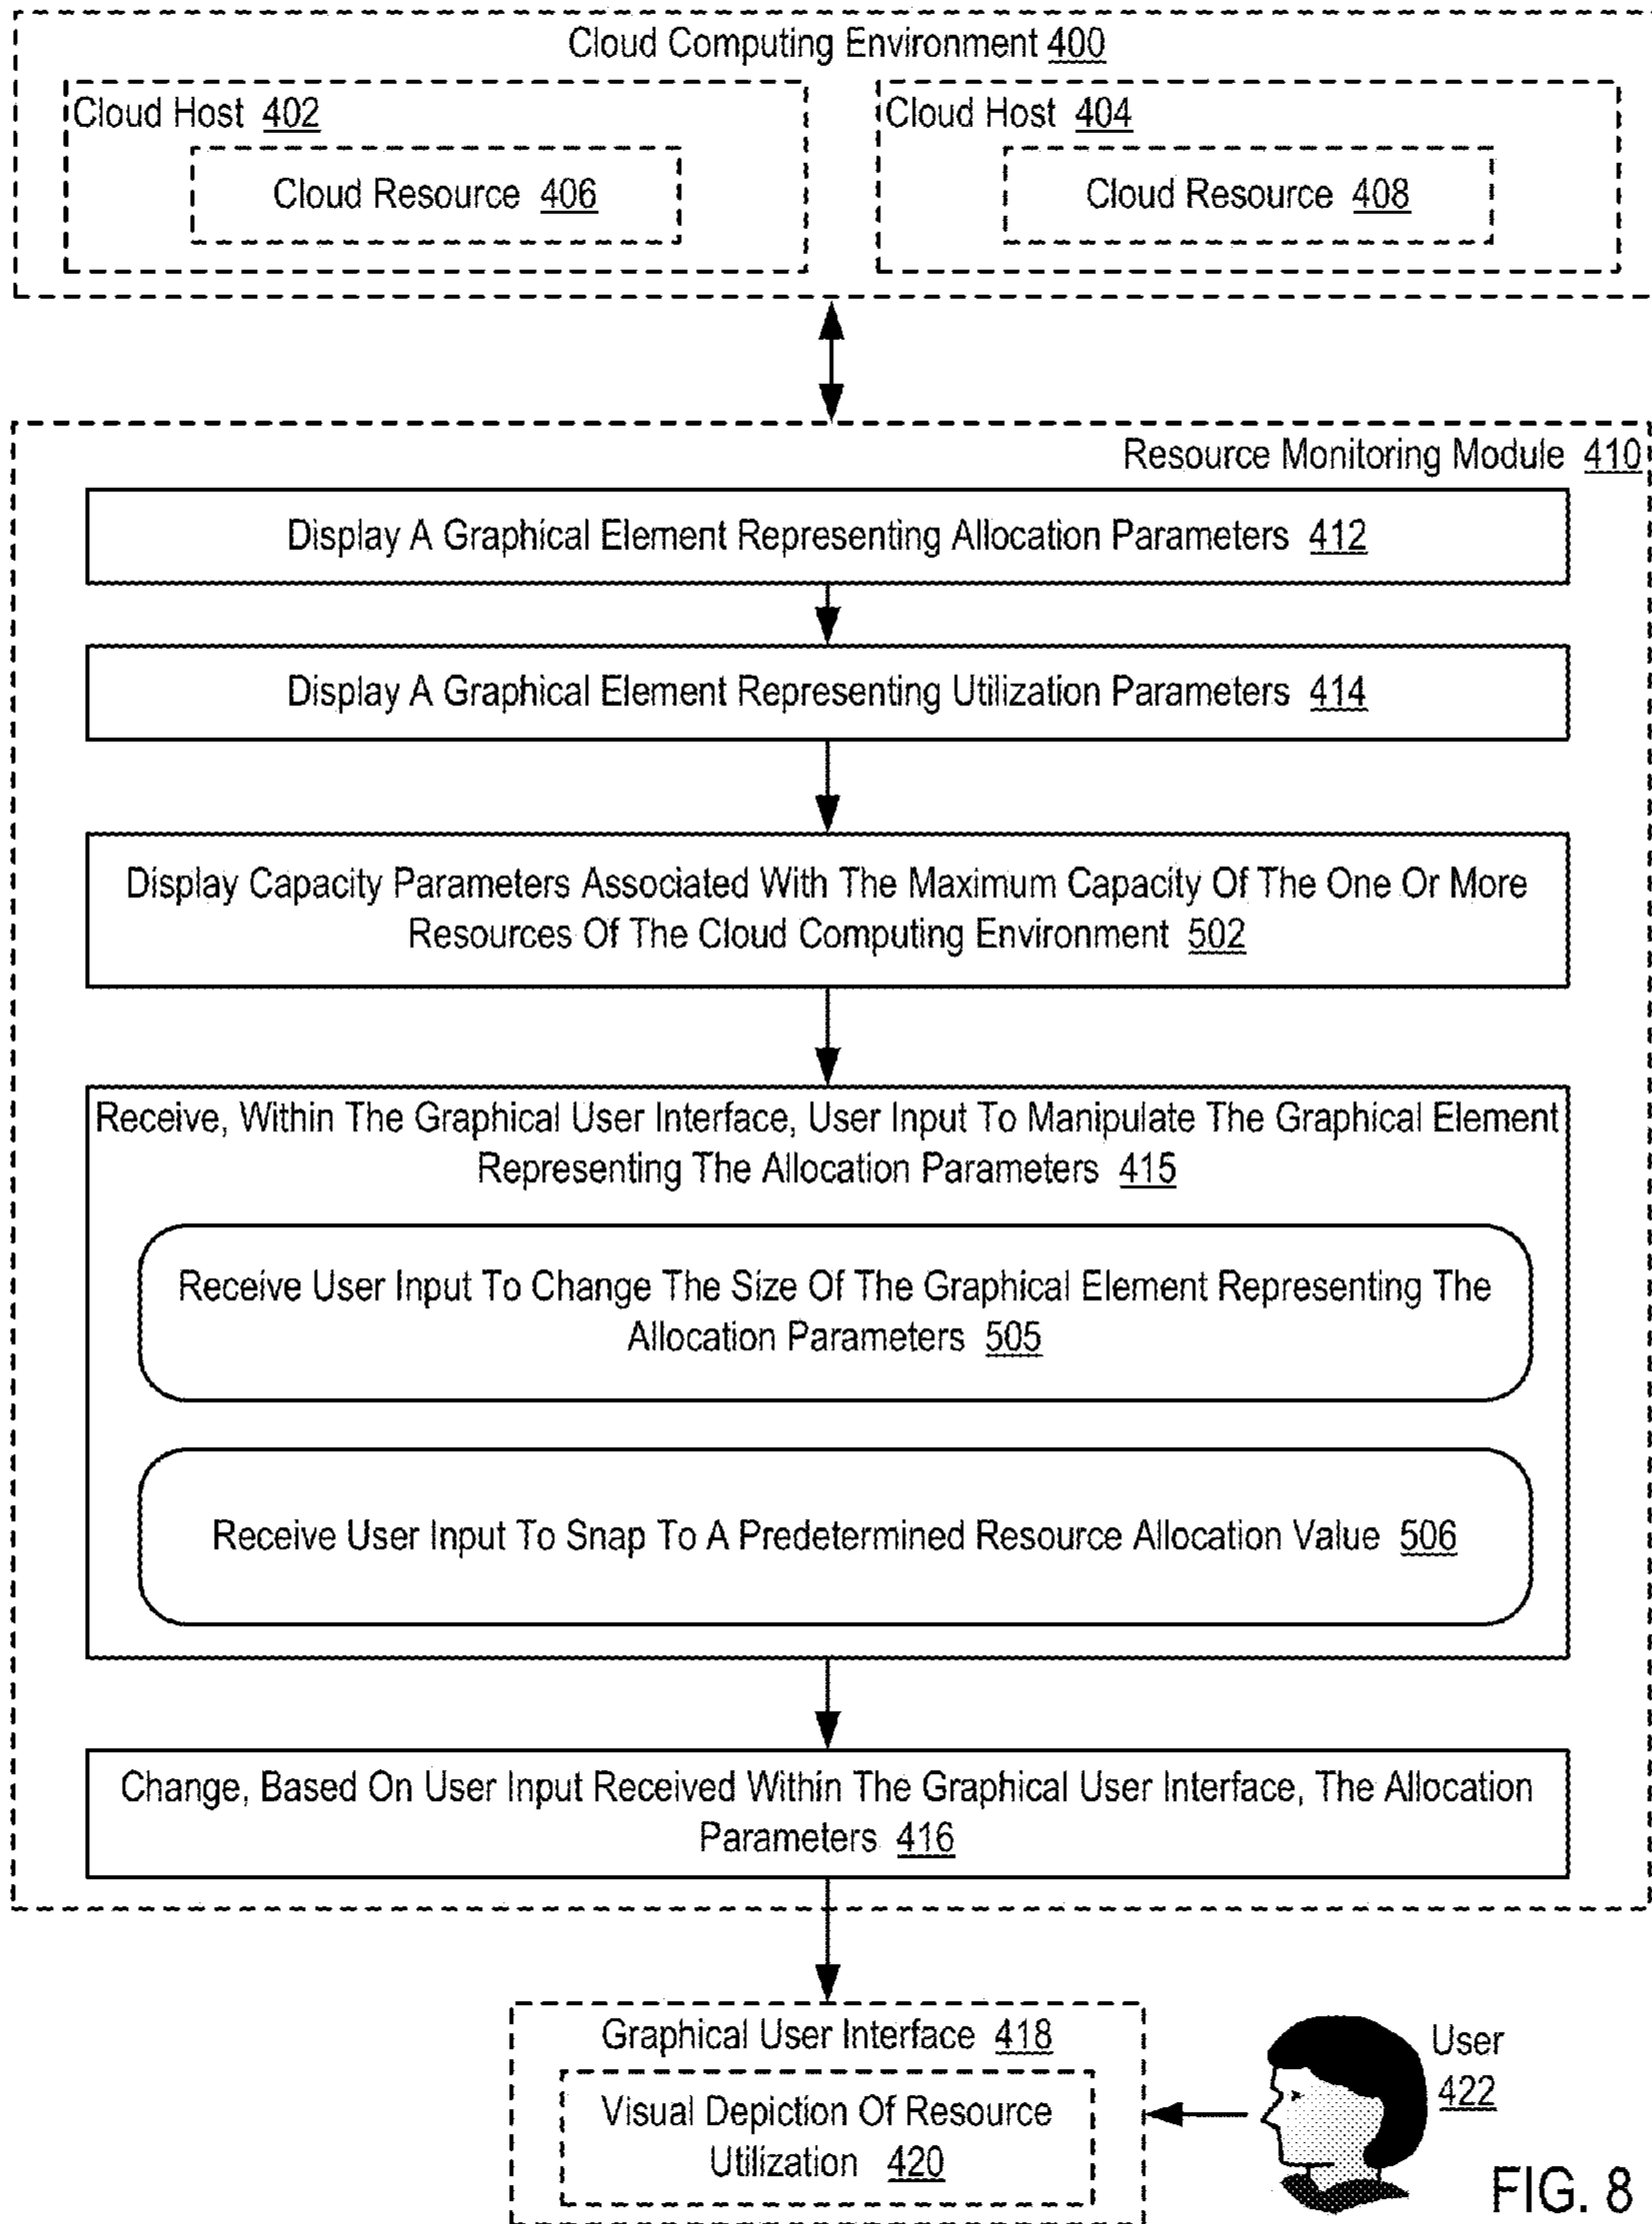 Cloud Computing Environment 400
Cloud Host 402
Cloud Resource 406
Cloud Host 404
Cloud Resource 408
Resource Monitoring Module 410
Display A Graphical Element Representing Allocation Parameters 412
Display A Graphical Element Representing Utilization Parameters 414
Display Capacity Parameters Associated With The Maximum Capacity Of The One Or More
Resources Of The Cloud Computing Environment 502
Receive, Within The Graphical User Interface, User Input To Manipulate The Graphical Element
Representing The Allocation Parameters 415
Receive User Input To Change The Size Of The Graphical Element Representing The
Allocation Parameters 505
Receive User Input To Snap To A Predetermined Resource Allocation Value 506
Change, Based On User Input Received Within The Graphical User Interface, The Allocation
Parameters 416
Graphical User Interface 418
Visual Depiction Of Resource
Utilization 420
User
422
FIG. 8